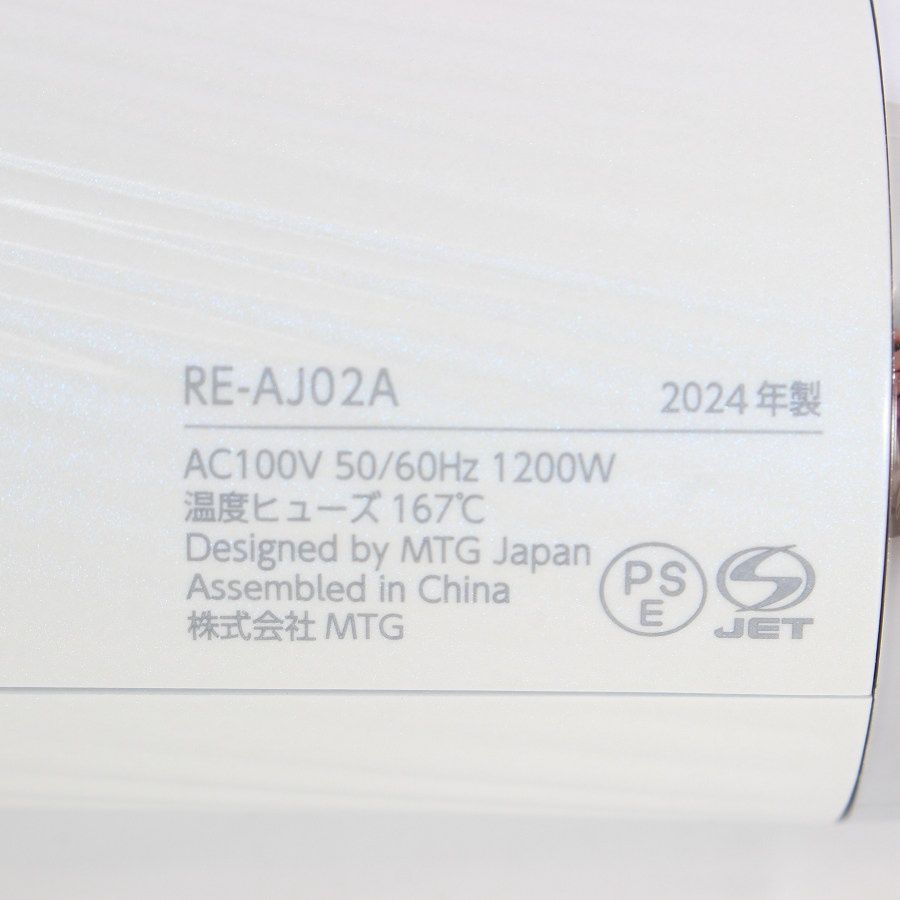 RE-AJ02A 2024年製
AC100V 50/60Hz 1200W
温度ヒューズ 167℃
Designed by MTG Japan
Assembled in China
株式会社 MTG
PS
E
JET